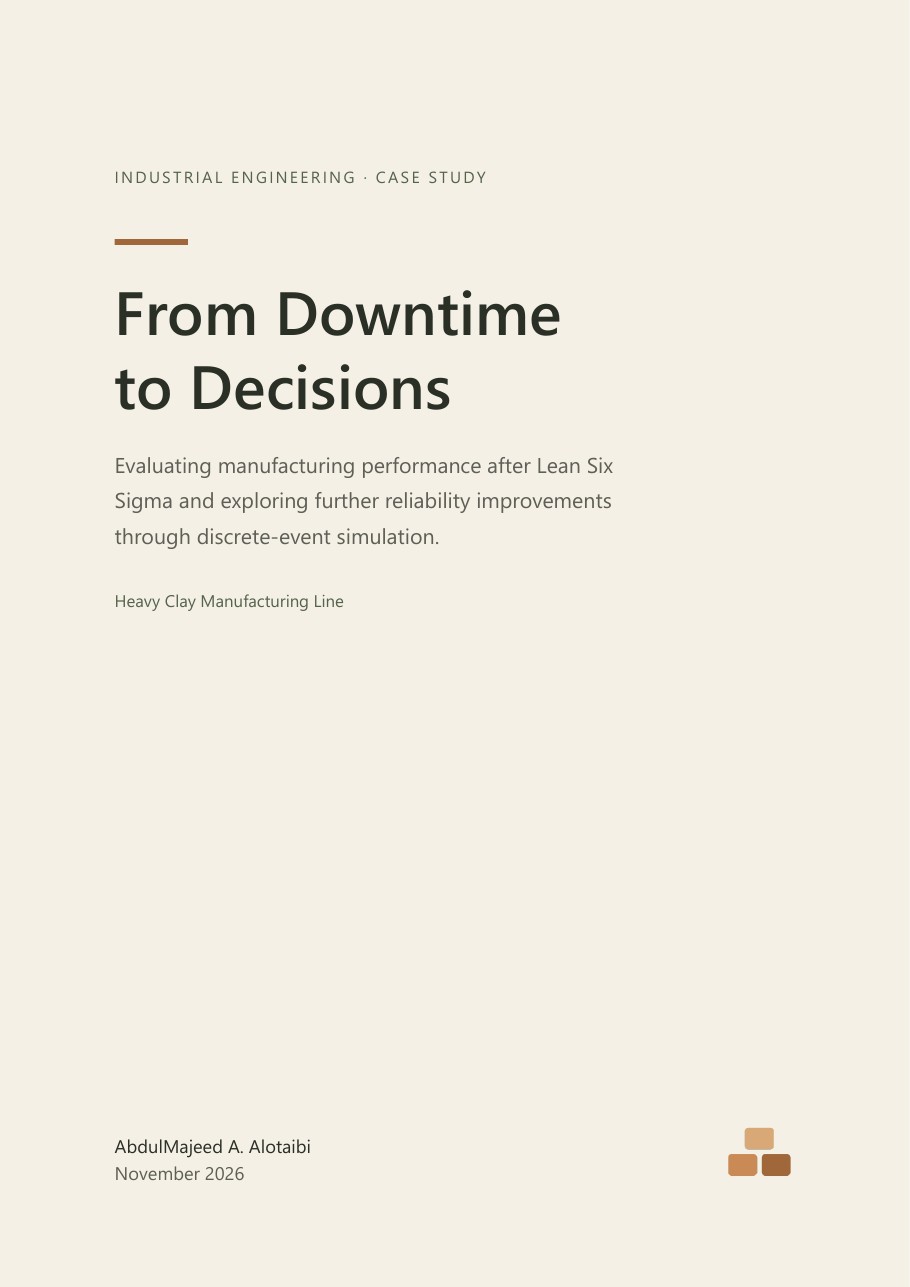 INDUSTRIAL ENGINEERING · CASE STUDY
From Downtime
to Decisions
Evaluating manufacturing performance after Lean Six
Sigma and exploring further reliability improvements
through discrete-event simulation.
Heavy Clay Manufacturing Line
AbdulMajeed A. Alotaibi
November 2026